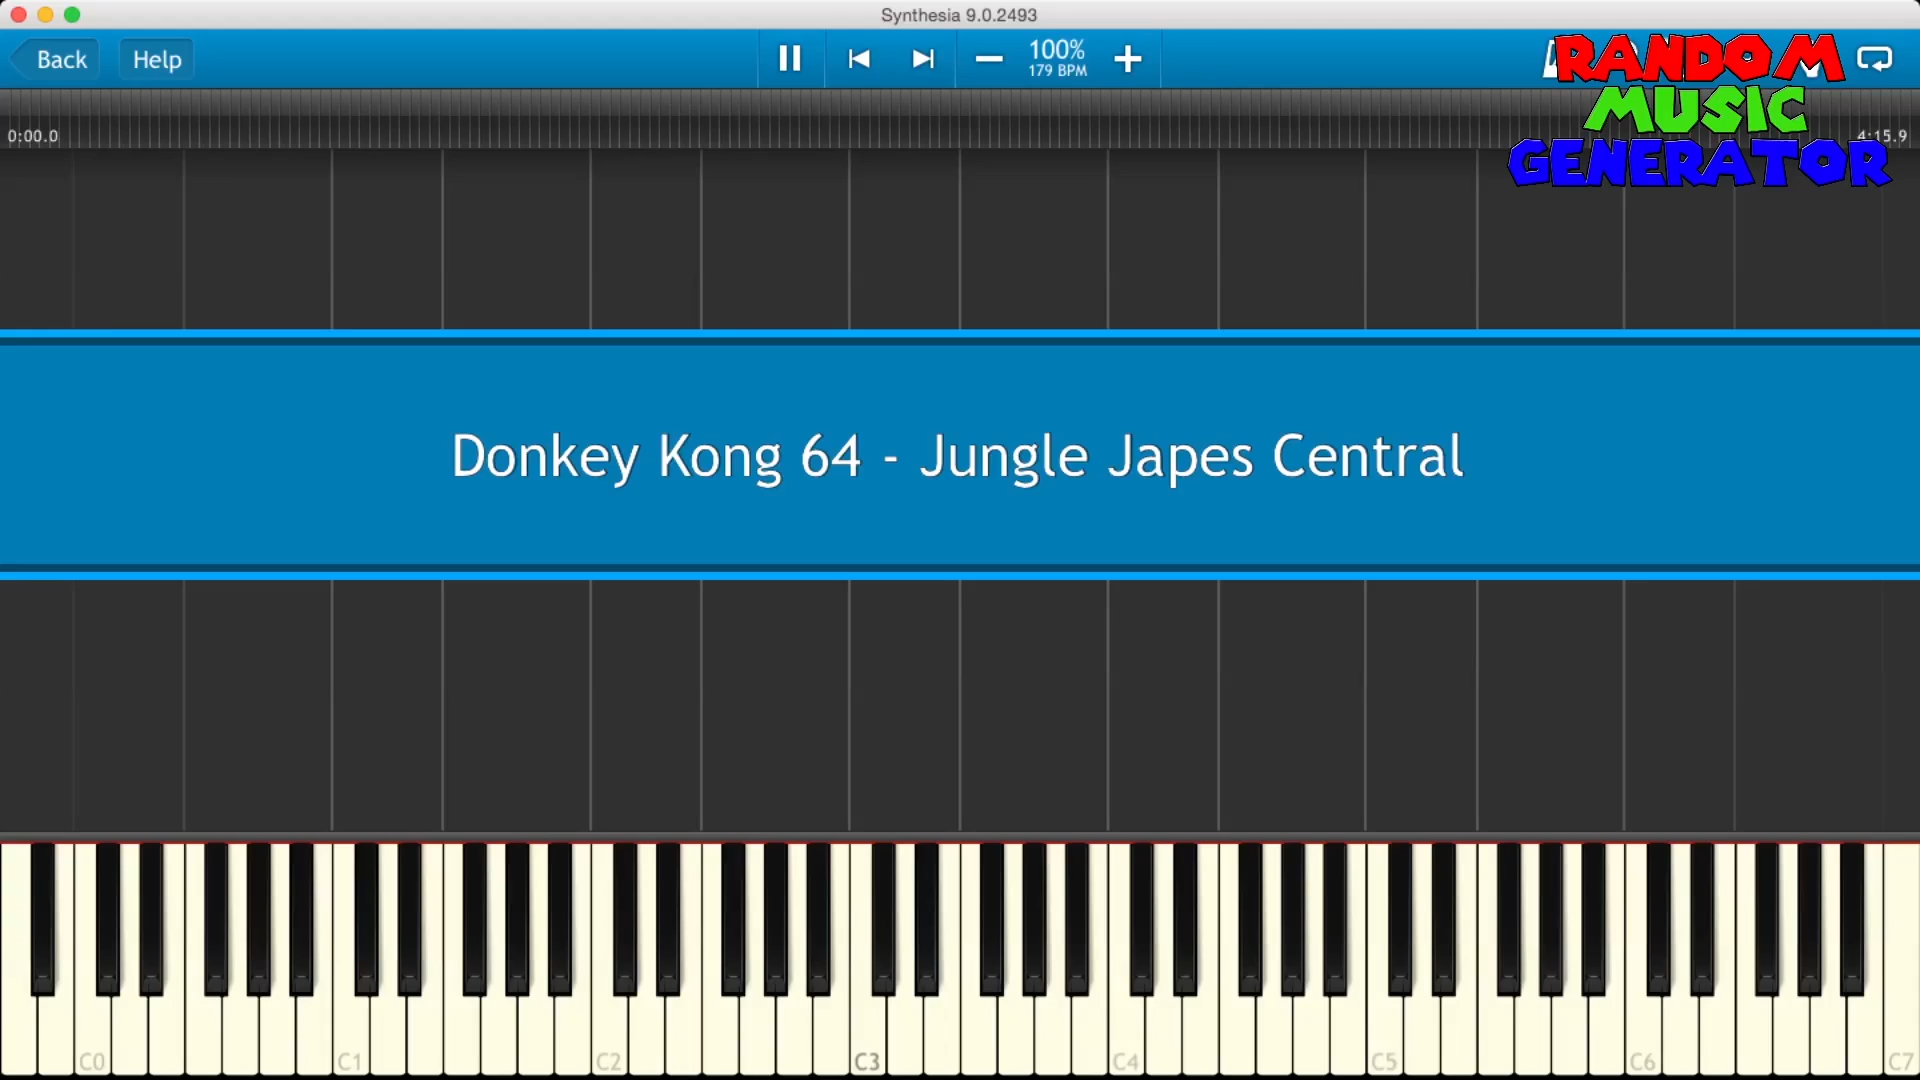 Synthesia 9.0.2493
Back
Help
100%
179 BPM
RANDOM
MUSIC
GENERATOR
0:00.0
4:15.9
Donkey Kong 64 - Jungle Japes Central
C0
C1
C2
C3
C4
C5
C6
C7